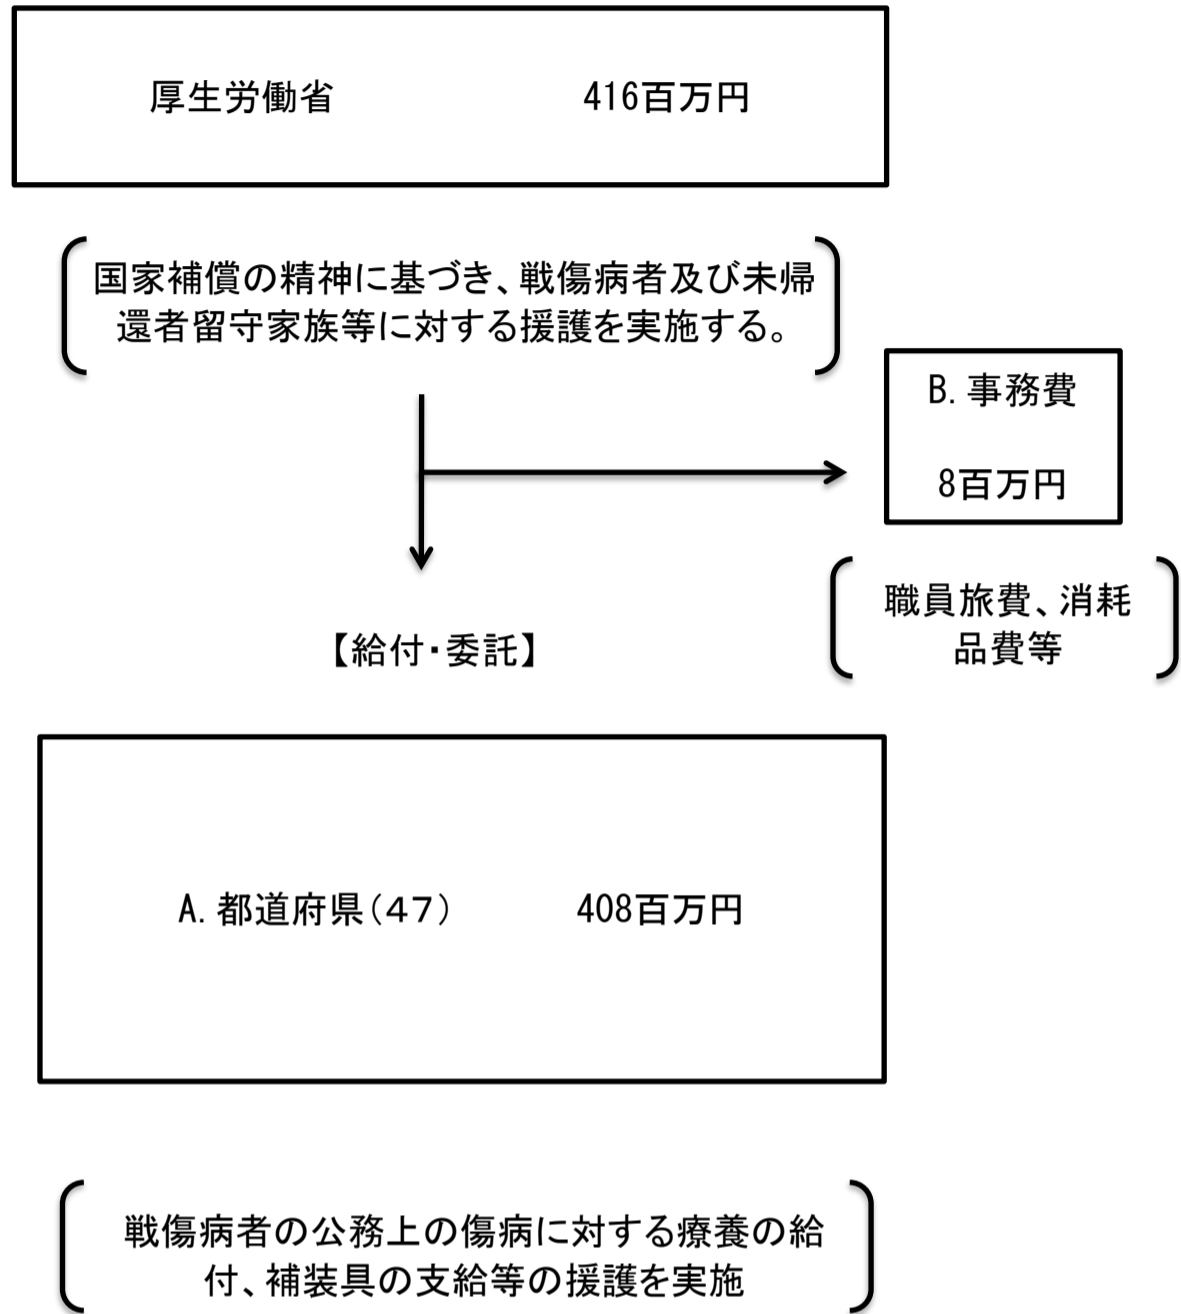 厚生労働省 416百万円
国家補償の精神に基づき、戦傷病者及び未帰
還者留守家族等に対する援護を実施する。
B. 事務費
8百万円
職員旅費、消耗
品費等
【給付・委託】
A. 都道府県（４７） 408百万円
戦傷病者の公務上の傷病に対する療養の給
付、補装具の支給等の援護を実施